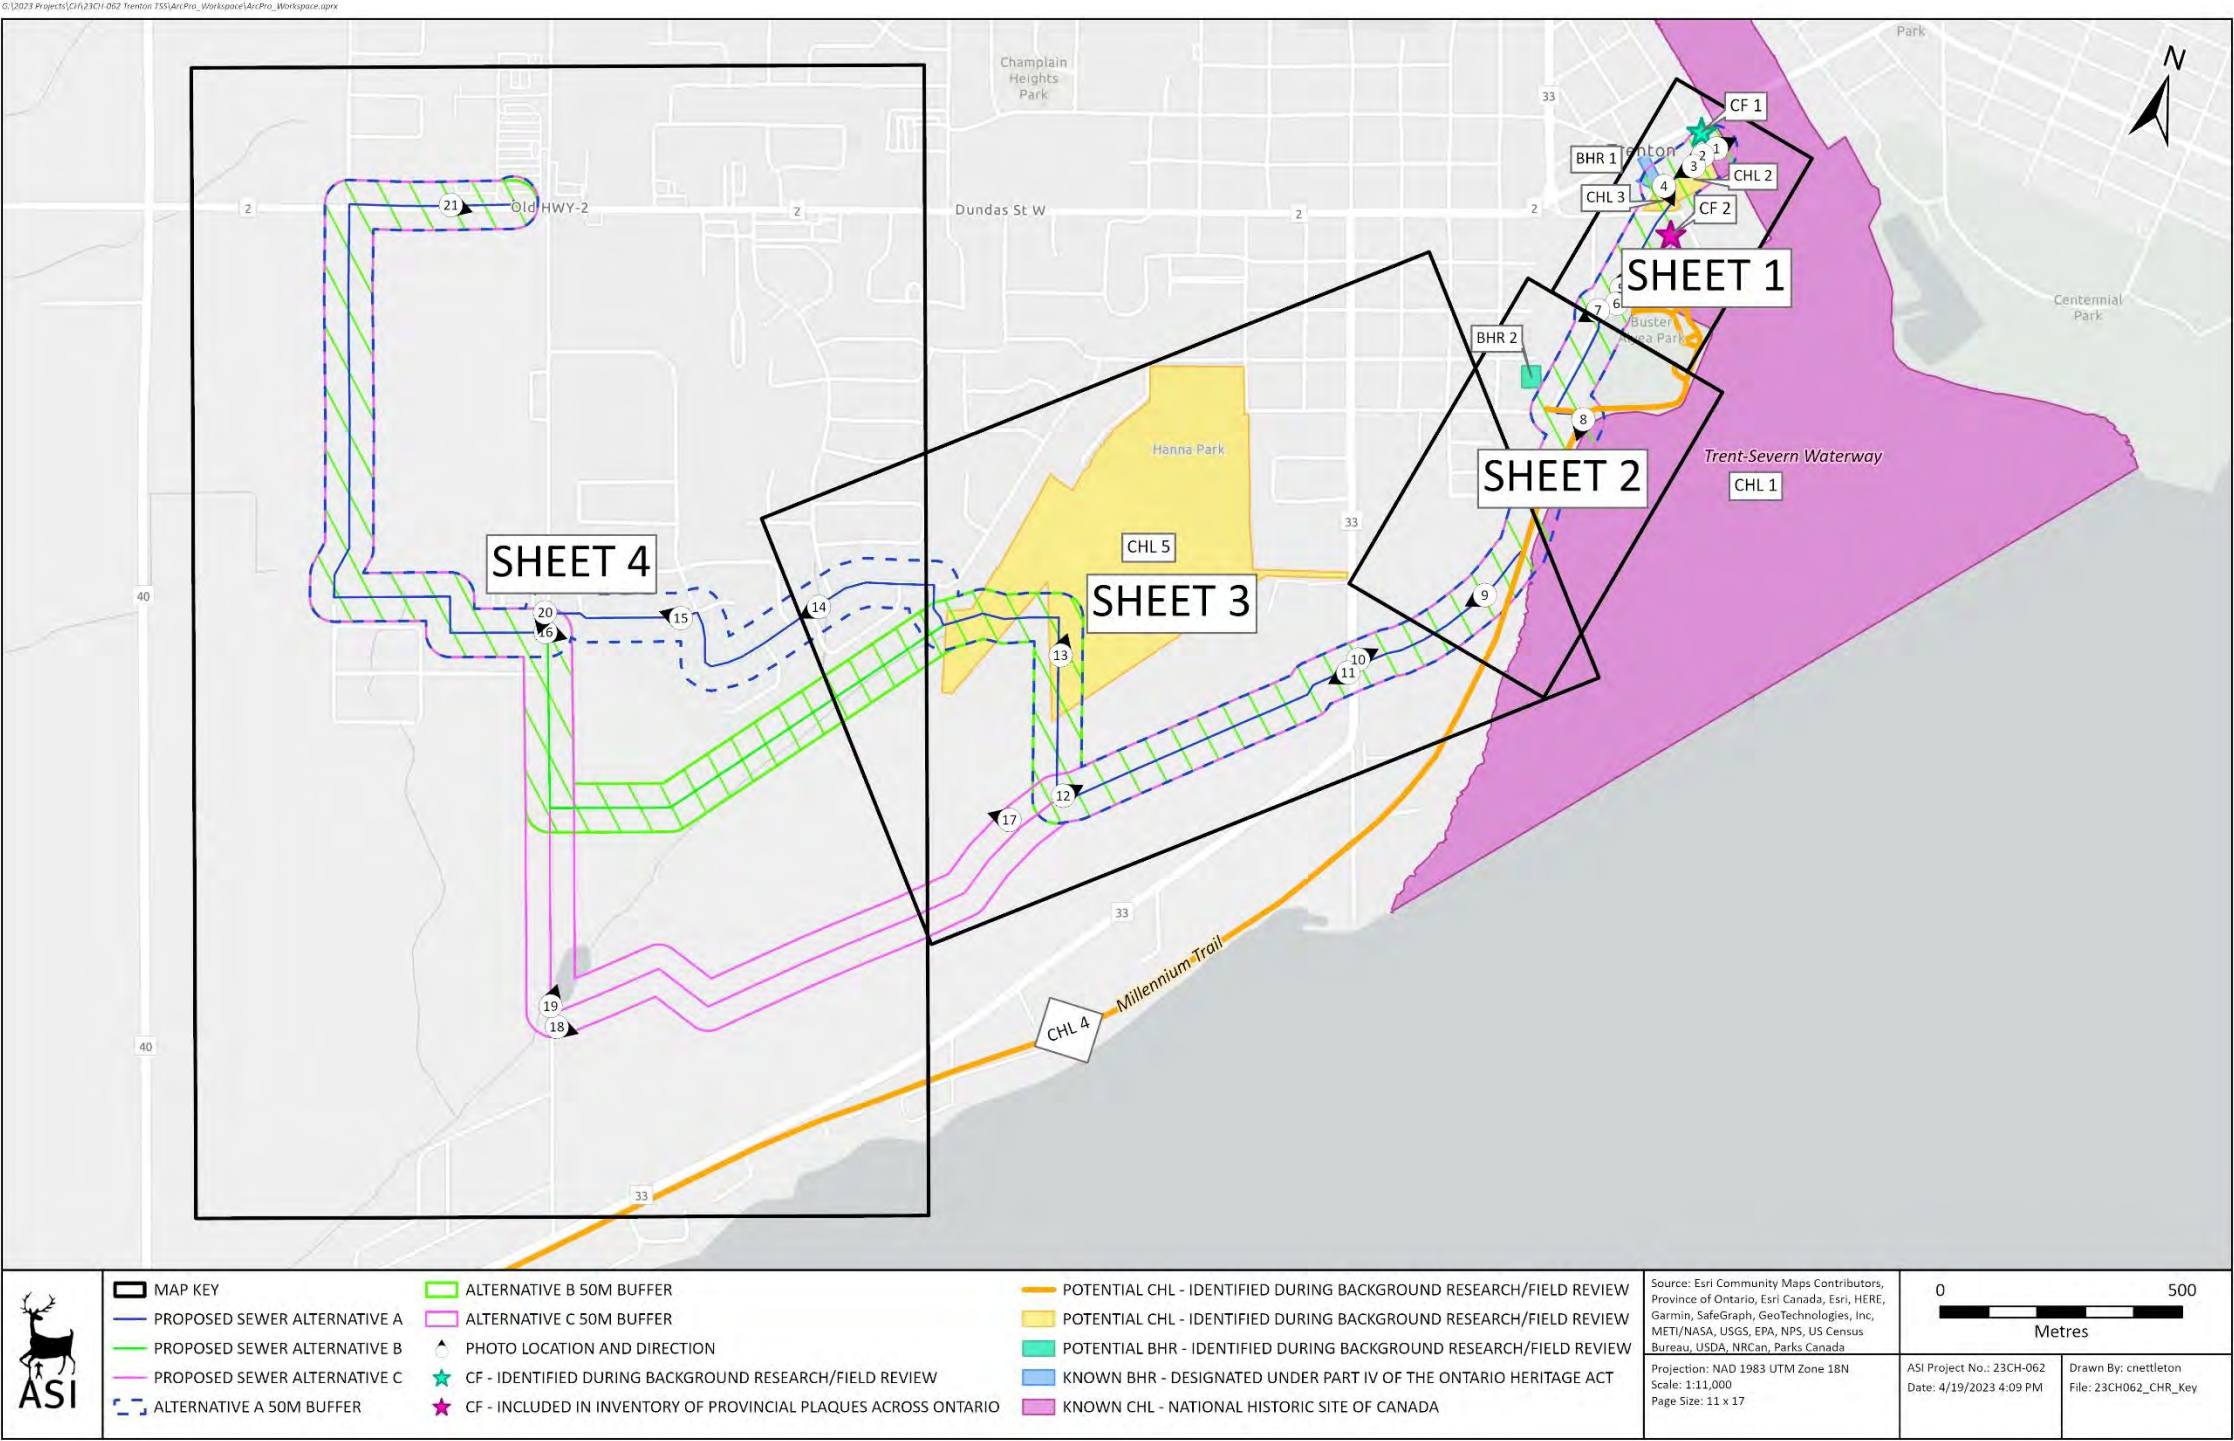 G:\2023 Projects\CH\23CH-062 Trenton TSS\ArcPro_Workspace\ArcPro_Workspace.aprx
Park
N
Champlain
Heights
Park
33
CF 1
Trenton
1
2
3
BHR 1
CHL 2
4
CHL 3
CF 2
21
2
Old HWY-2
2
Dundas St W
2
2
SHEET 1
5
6
7
Buster
Alyea Park
Centennial
Park
BHR 2
8
Hanna Park
Trent-Severn Waterway
CHL 1
SHEET 2
33
CHL 5
SHEET 4
SHEET 3
40
9
14
20
15
16
13
10
11
12
17
33
Millennium Trail
19
18
CHL 4
40
33
ASI
MAP KEY
PROPOSED SEWER ALTERNATIVE A
PROPOSED SEWER ALTERNATIVE B
PROPOSED SEWER ALTERNATIVE C
ALTERNATIVE A 50M BUFFER
ALTERNATIVE B 50M BUFFER
ALTERNATIVE C 50M BUFFER
PHOTO LOCATION AND DIRECTION
CF - IDENTIFIED DURING BACKGROUND RESEARCH/FIELD REVIEW
CF - INCLUDED IN INVENTORY OF PROVINCIAL PLAQUES ACROSS ONTARIO
POTENTIAL CHL - IDENTIFIED DURING BACKGROUND RESEARCH/FIELD REVIEW
POTENTIAL CHL - IDENTIFIED DURING BACKGROUND RESEARCH/FIELD REVIEW
POTENTIAL BHR - IDENTIFIED DURING BACKGROUND RESEARCH/FIELD REVIEW
KNOWN BHR - DESIGNATED UNDER PART IV OF THE ONTARIO HERITAGE ACT
KNOWN CHL - NATIONAL HISTORIC SITE OF CANADA
Source: Esri Community Maps Contributors,
Province of Ontario, Esri Canada, Esri, HERE,
Garmin, SafeGraph, GeoTechnologies, Inc,
METI/NASA, USGS, EPA, NPS, US Census
Bureau, USDA, NRCan, Parks Canada
Projection: NAD 1983 UTM Zone 18N
Scale: 1:11,000
Page Size: 11 x 17
0 500
Metres
ASI Project No.: 23CH-062
Date: 4/19/2023 4:09 PM
Drawn By: cnettleton
File: 23CH062_CHR_Key